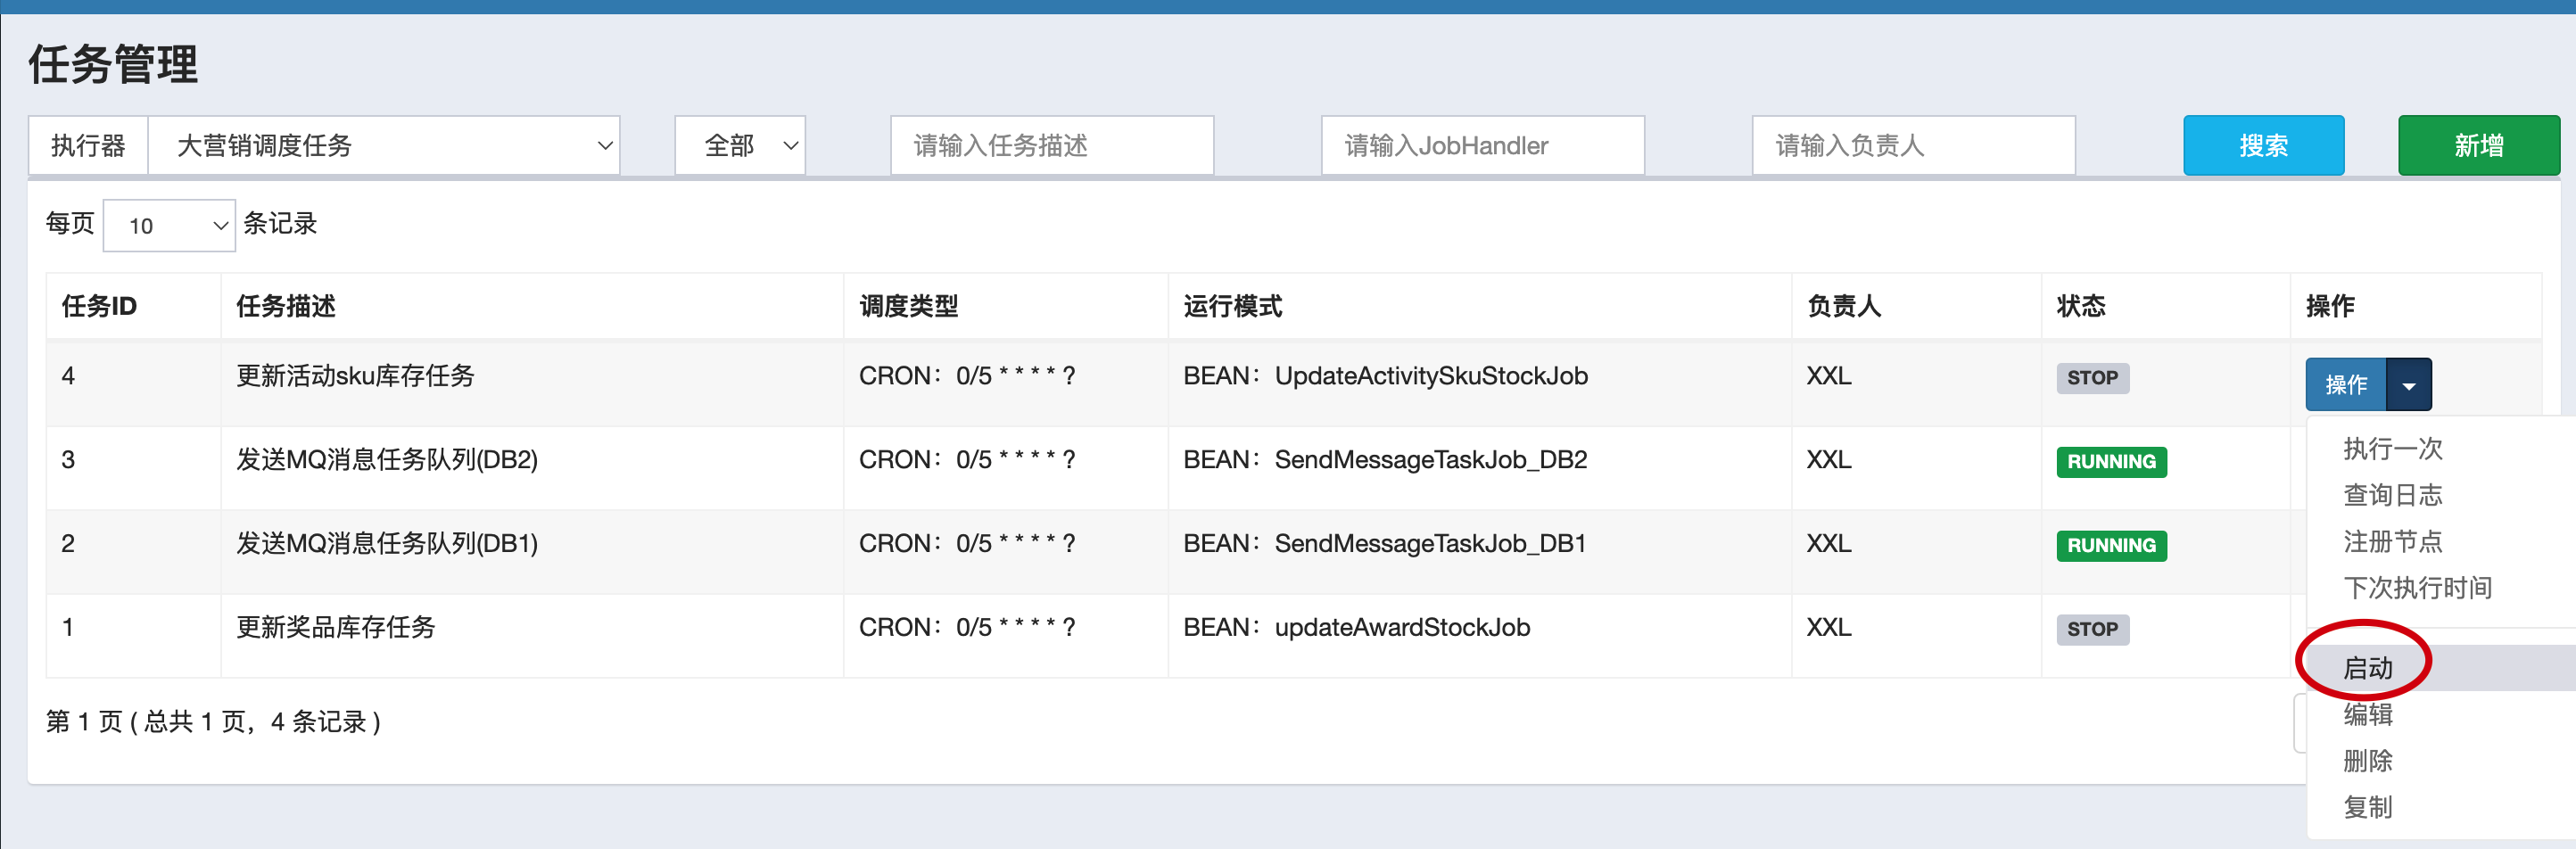 任务管理
执行器 大营销调度任务 全部 请输入任务描述 请输入JobHandler 请输入负责人 搜索 新增
每页 10 条记录
任务ID 任务描述 调度类型 运行模式 负责人 状态 操作
4 更新活动sku库存任务 CRON：0/5 * * * * ? BEAN：UpdateActivitySkuStockJob XXL STOP 操作
3 发送MQ消息任务队列(DB2) CRON：0/5 * * * * ? BEAN：SendMessageTaskJob_DB2 XXL RUNNING
2 发送MQ消息任务队列(DB1) CRON：0/5 * * * * ? BEAN：SendMessageTaskJob_DB1 XXL RUNNING
1 更新奖品库存任务 CRON：0/5 * * * * ? BEAN：updateAwardStockJob XXL STOP
执行一次
查询日志
注册节点
下次执行时间
启动
编辑
删除
复制
第 1 页 ( 总共 1 页，4 条记录 )